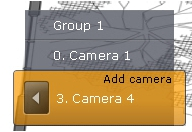 Group 1
0. Camera 1
Add camera
3. Camera 4